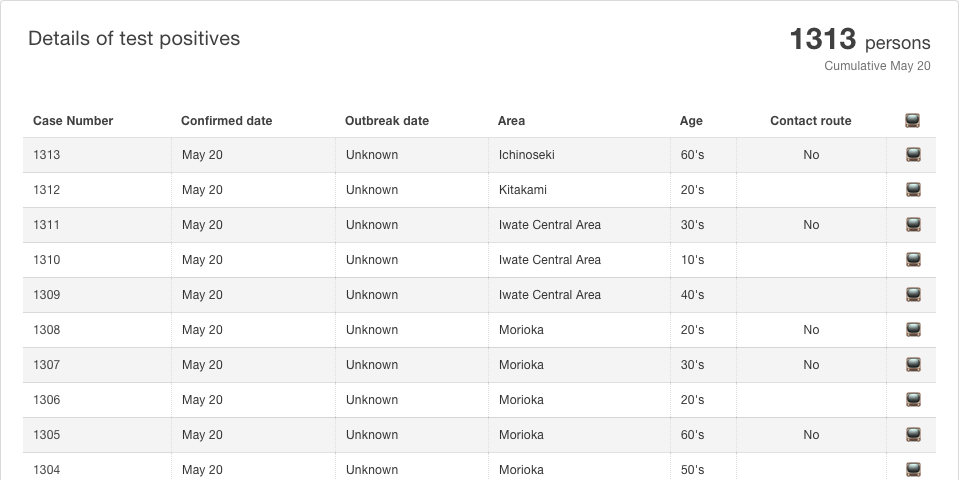 Details of test positives
1313 persons
Cumulative May 20
Case Number Confirmed date Outbreak date Area Age Contact route
1313 May 20 Unknown Ichinoseki 60's No
1312 May 20 Unknown Kitakami 20's
1311 May 20 Unknown Iwate Central Area 30's No
1310 May 20 Unknown Iwate Central Area 10's
1309 May 20 Unknown Iwate Central Area 40's
1308 May 20 Unknown Morioka 20's No
1307 May 20 Unknown Morioka 30's No
1306 May 20 Unknown Morioka 20's
1305 May 20 Unknown Morioka 60's No
1304 May 20 Unknown Morioka 50's